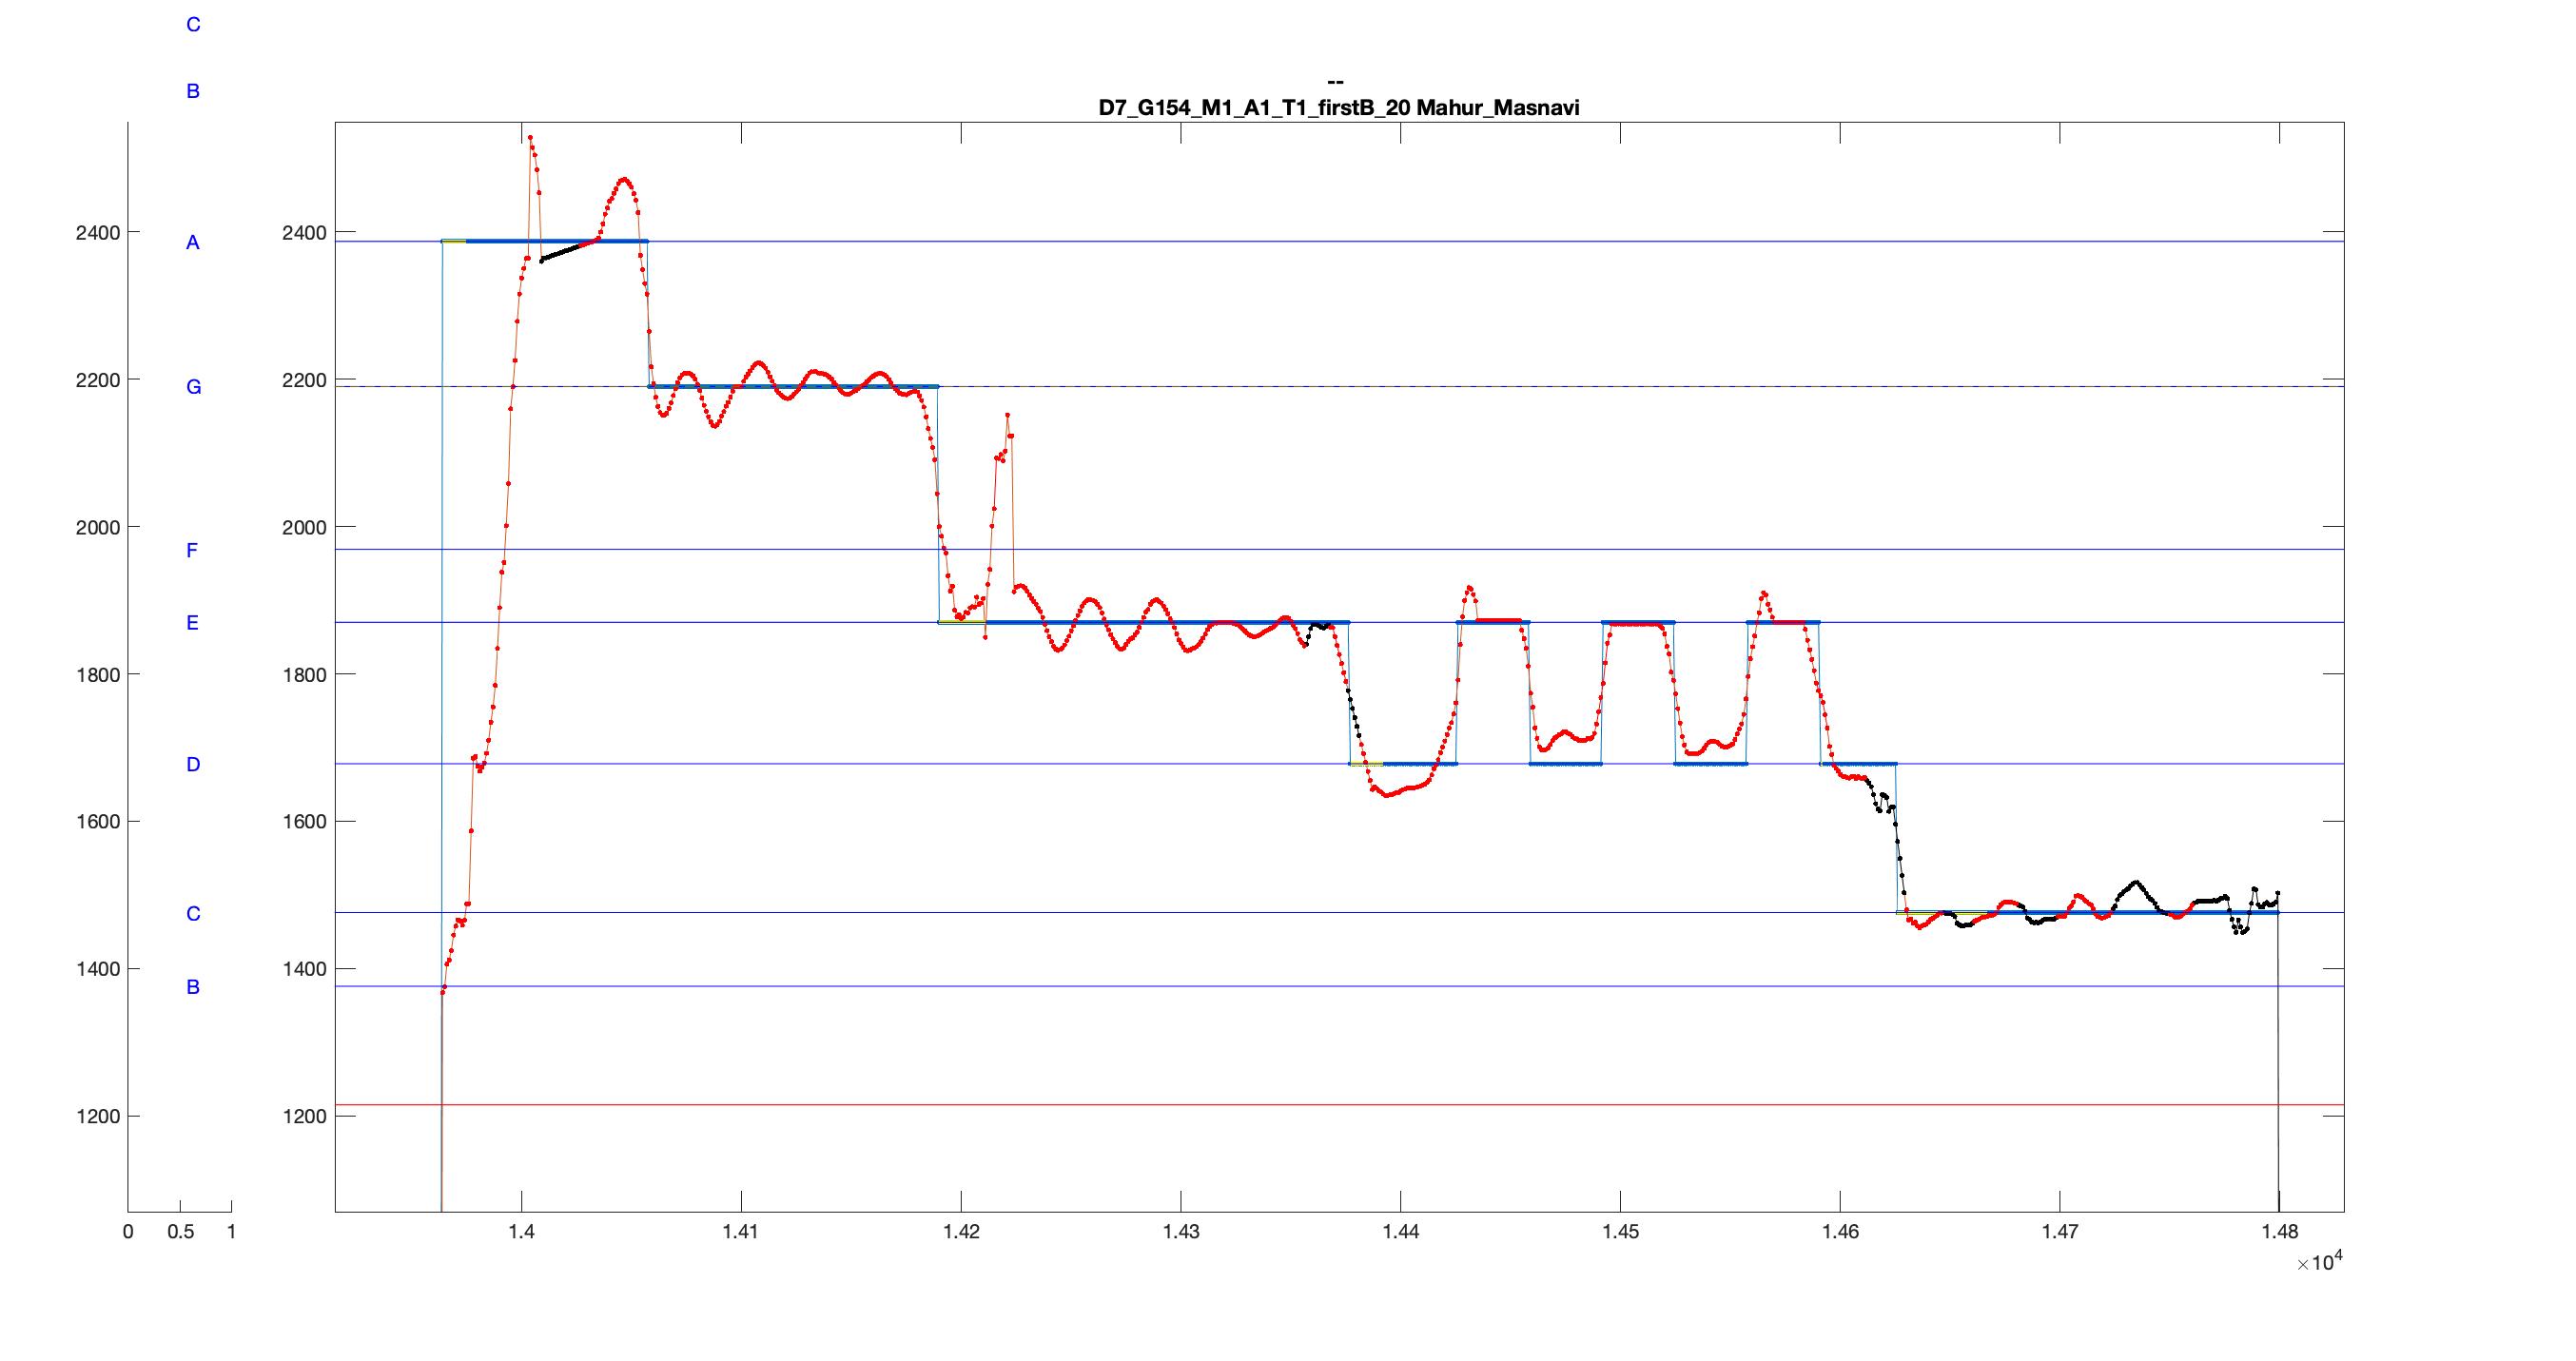 C
B
--
D7_G154_M1_A1_T1_firstB_20 Mahur_Masnavi
2400 A 2400
2200 G 2200
2000 2000
F
E
1800 1800
D
1600 1600
C
1400 1400
B
1200 1200
0 0.5 1 1.4 1.41 1.42 1.43 1.44 1.45 1.46 1.47 1.48
×10^4